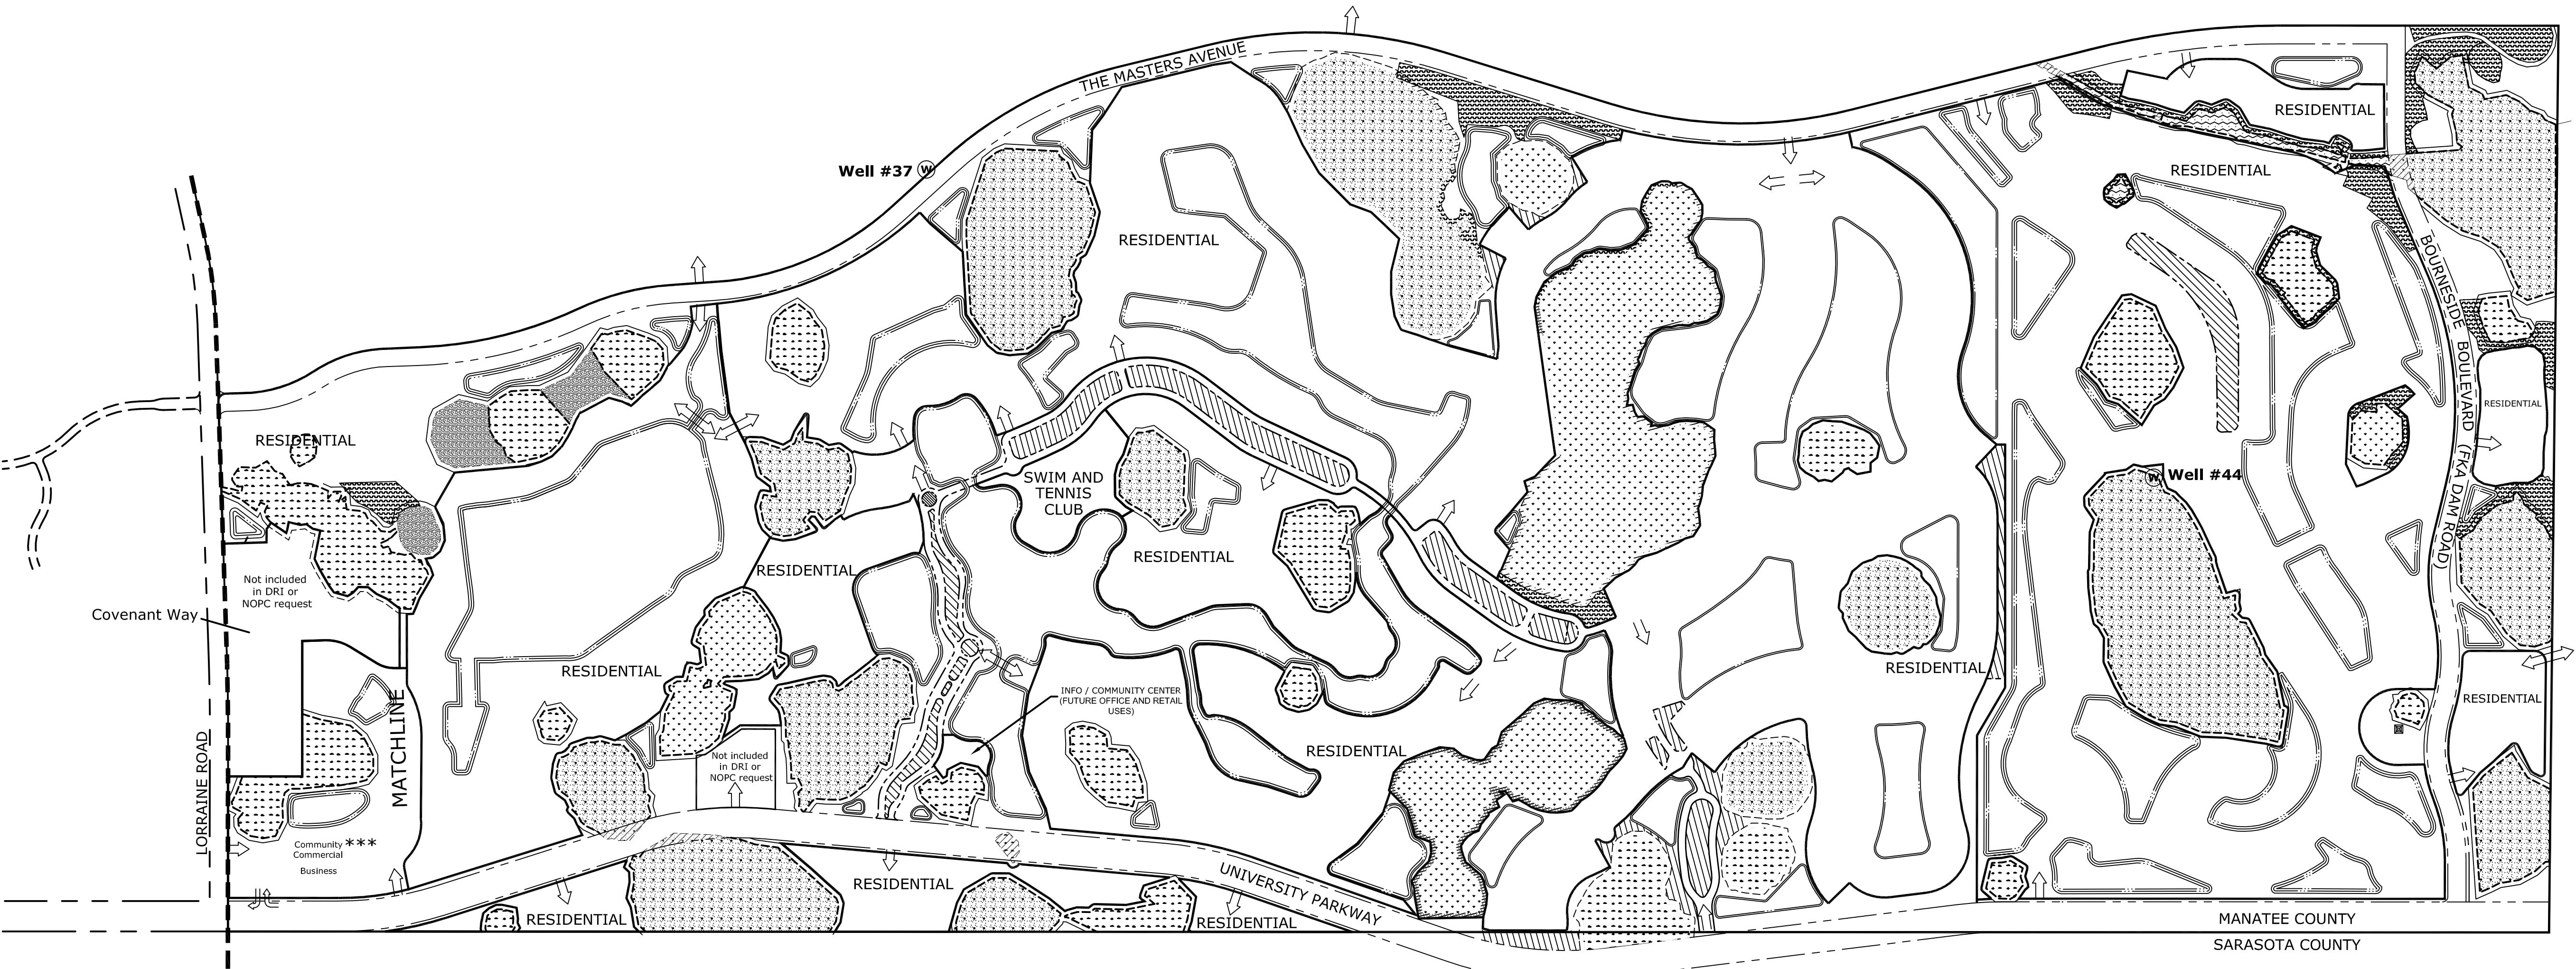 THE MASTERS AVENUE
RESIDENTIAL
Well #37
W
RESIDENTIAL
RESIDENTIAL
BOURNESIDE BOULEVARD (FKA DAM ROAD)
RESIDENTIAL
RESIDENTIAL
SWIM AND
TENNIS
CLUB
W
Well #44
RESIDENTIAL
RESIDENTIAL
Not included
in DRI or
NOPC request
Covenant Way
RESIDENTIAL
RESIDENTIAL
RESIDENTIAL
INFO / COMMUNITY CENTER
(FUTURE OFFICE AND RETAIL
USES)
MATCHLINE
LORRAINE ROAD
RESIDENTIAL
Not included
in DRI or
NOPC request
Community ***
Commercial
Business
RESIDENTIAL
UNIVERSITY PARKWAY
RESIDENTIAL
RESIDENTIAL
MANATEE COUNTY
SARASOTA COUNTY